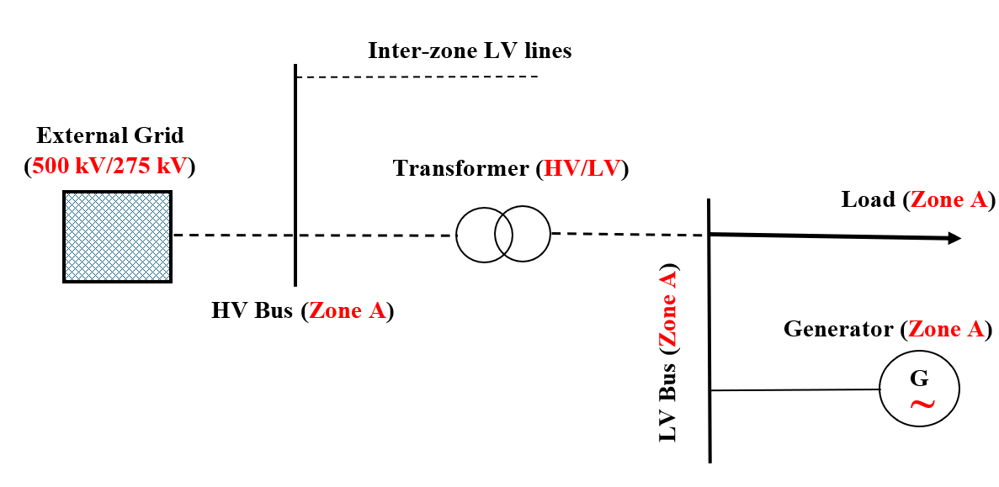 Inter-zone LV lines
External Grid
(500 kV/275 kV)
Transformer (HV/LV)
Load (Zone A)
HV Bus (Zone A)
LV Bus (Zone A)
Generator (Zone A)
G
~